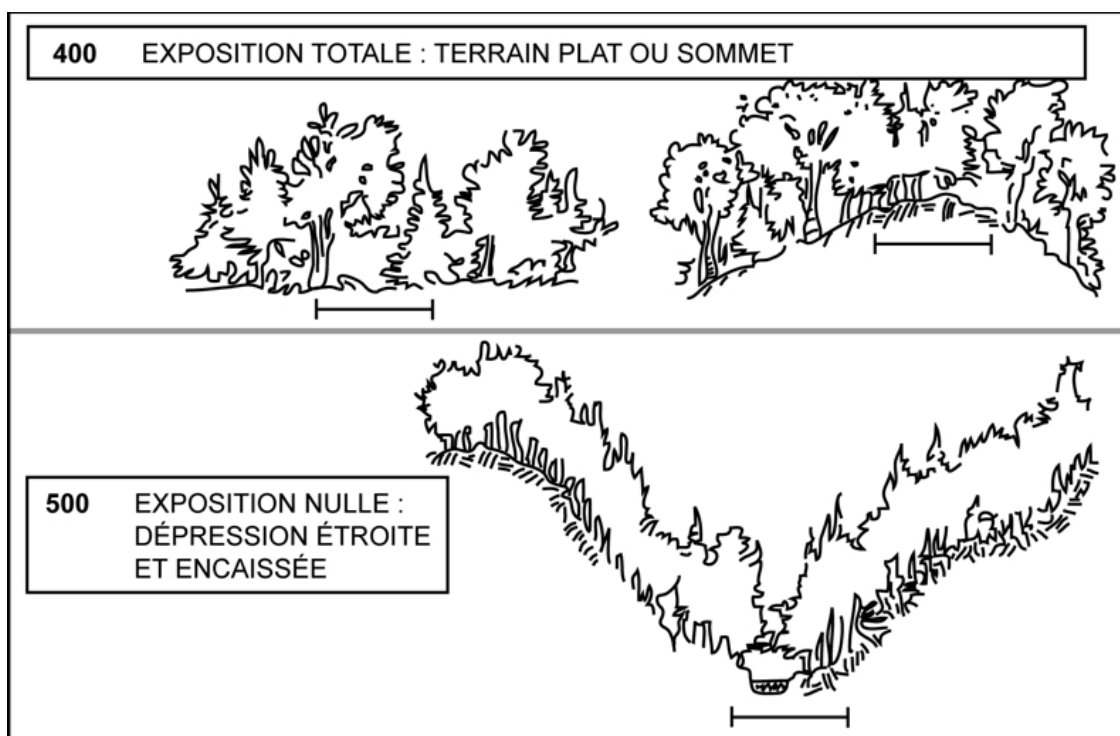 400 EXPOSITION TOTALE : TERRAIN PLAT OU SOMMET
500 EXPOSITION NULLE :
DÉPRESSION ÉTROITE
ET ENCAISSÉE